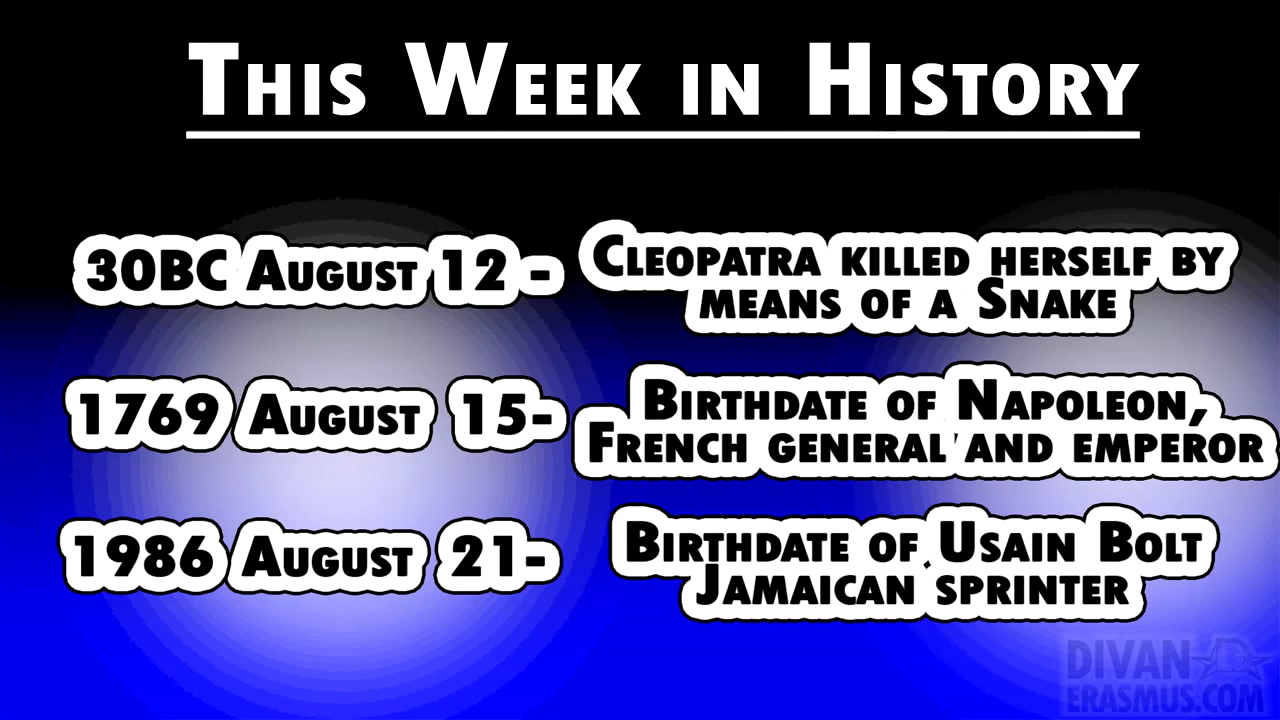 This Week in History
30BC August 12 - Cleopatra killed herself by
means of a Snake
1769 August 15- Birthdate of Napoleon,
French general and emperor
1986 August 21- Birthdate of Usain Bolt
Jamaican sprinter
DIVAN
ERASMUS.COM